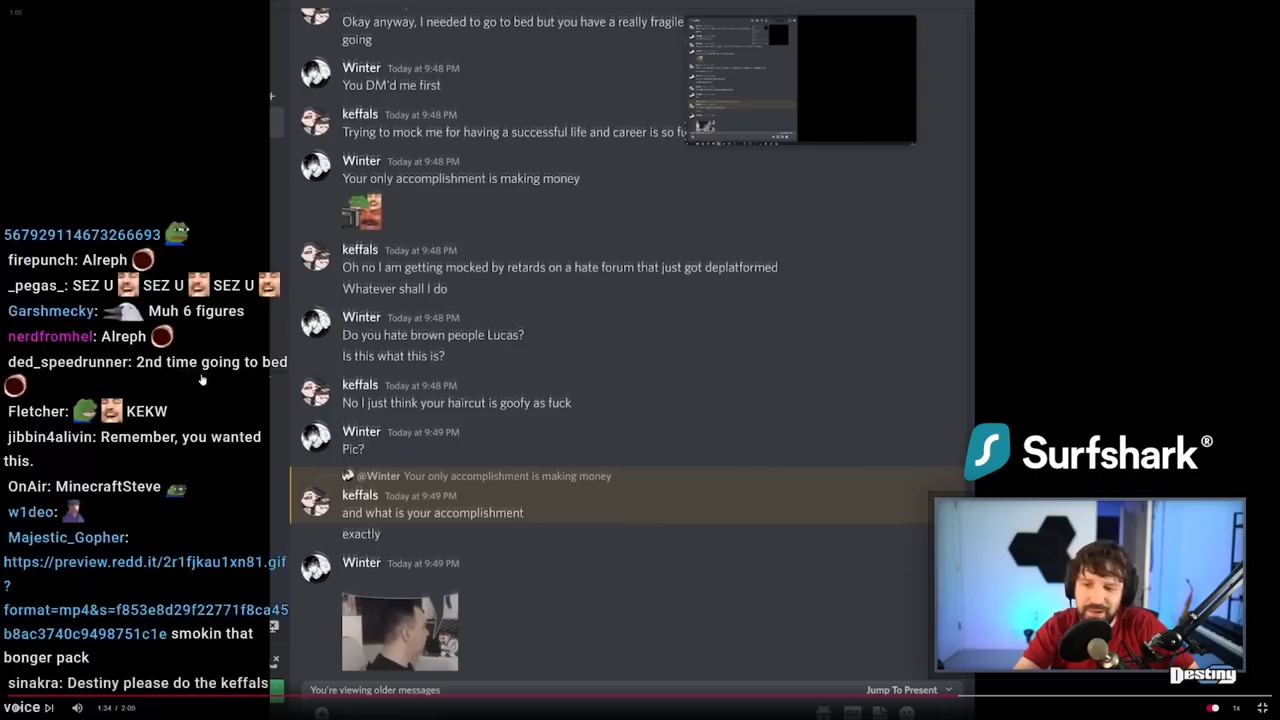 1.00
Okay anyway, I needed to go to bed but you have a really fragile
going
Winter Today at 9:48 PM
You DM'd me first
keffals Today at 9:48 PM
Trying to mock me for having a successful life and career is so
Winter Today at 9:48 PM
Your only accomplishment is making money
keffals Today at 9:48 PM
Oh no I am getting mocked by retards on a hate forum that just got deplatformed
Whatever shall I do
Winter Today at 9:48 PM
Do you hate brown people Lucas?
Is this what this is?
keffals Today at 9:48 PM
No I just think your haircut is goofy as fuck
Winter Today at 9:49 PM
Pic?
@Winter Your only accomplishment is making money
keffals Today at 9:49 PM
and what is your accomplishment
exactly
Winter Today at 9:49 PM
You're viewing older messages
Jump To Present
567929114673266693
firepunch: Alreph
_pegas_: SEZ U SEZ U SEZ U
Garshmecky: Muh 6 figures
nerdfromhel: Alreph
ded_speedrunner: 2nd time going to bed
Fletcher: KEKW
jibbin4alivin: Remember, you wanted
this.
OnAir: MinecraftSteve
w1deo:
Majestic_Gopher:
https://preview.redd.it/2r1fjkau1xn81.gif
?
format=mp4&s=f853e8d29f22771f8ca45
b8ac3740c9498751c1e smokin that
bonger pack
sinakra: Destiny please do the keffals
voice
1:34 / 2:05
1x
Surfshark®
Destiny